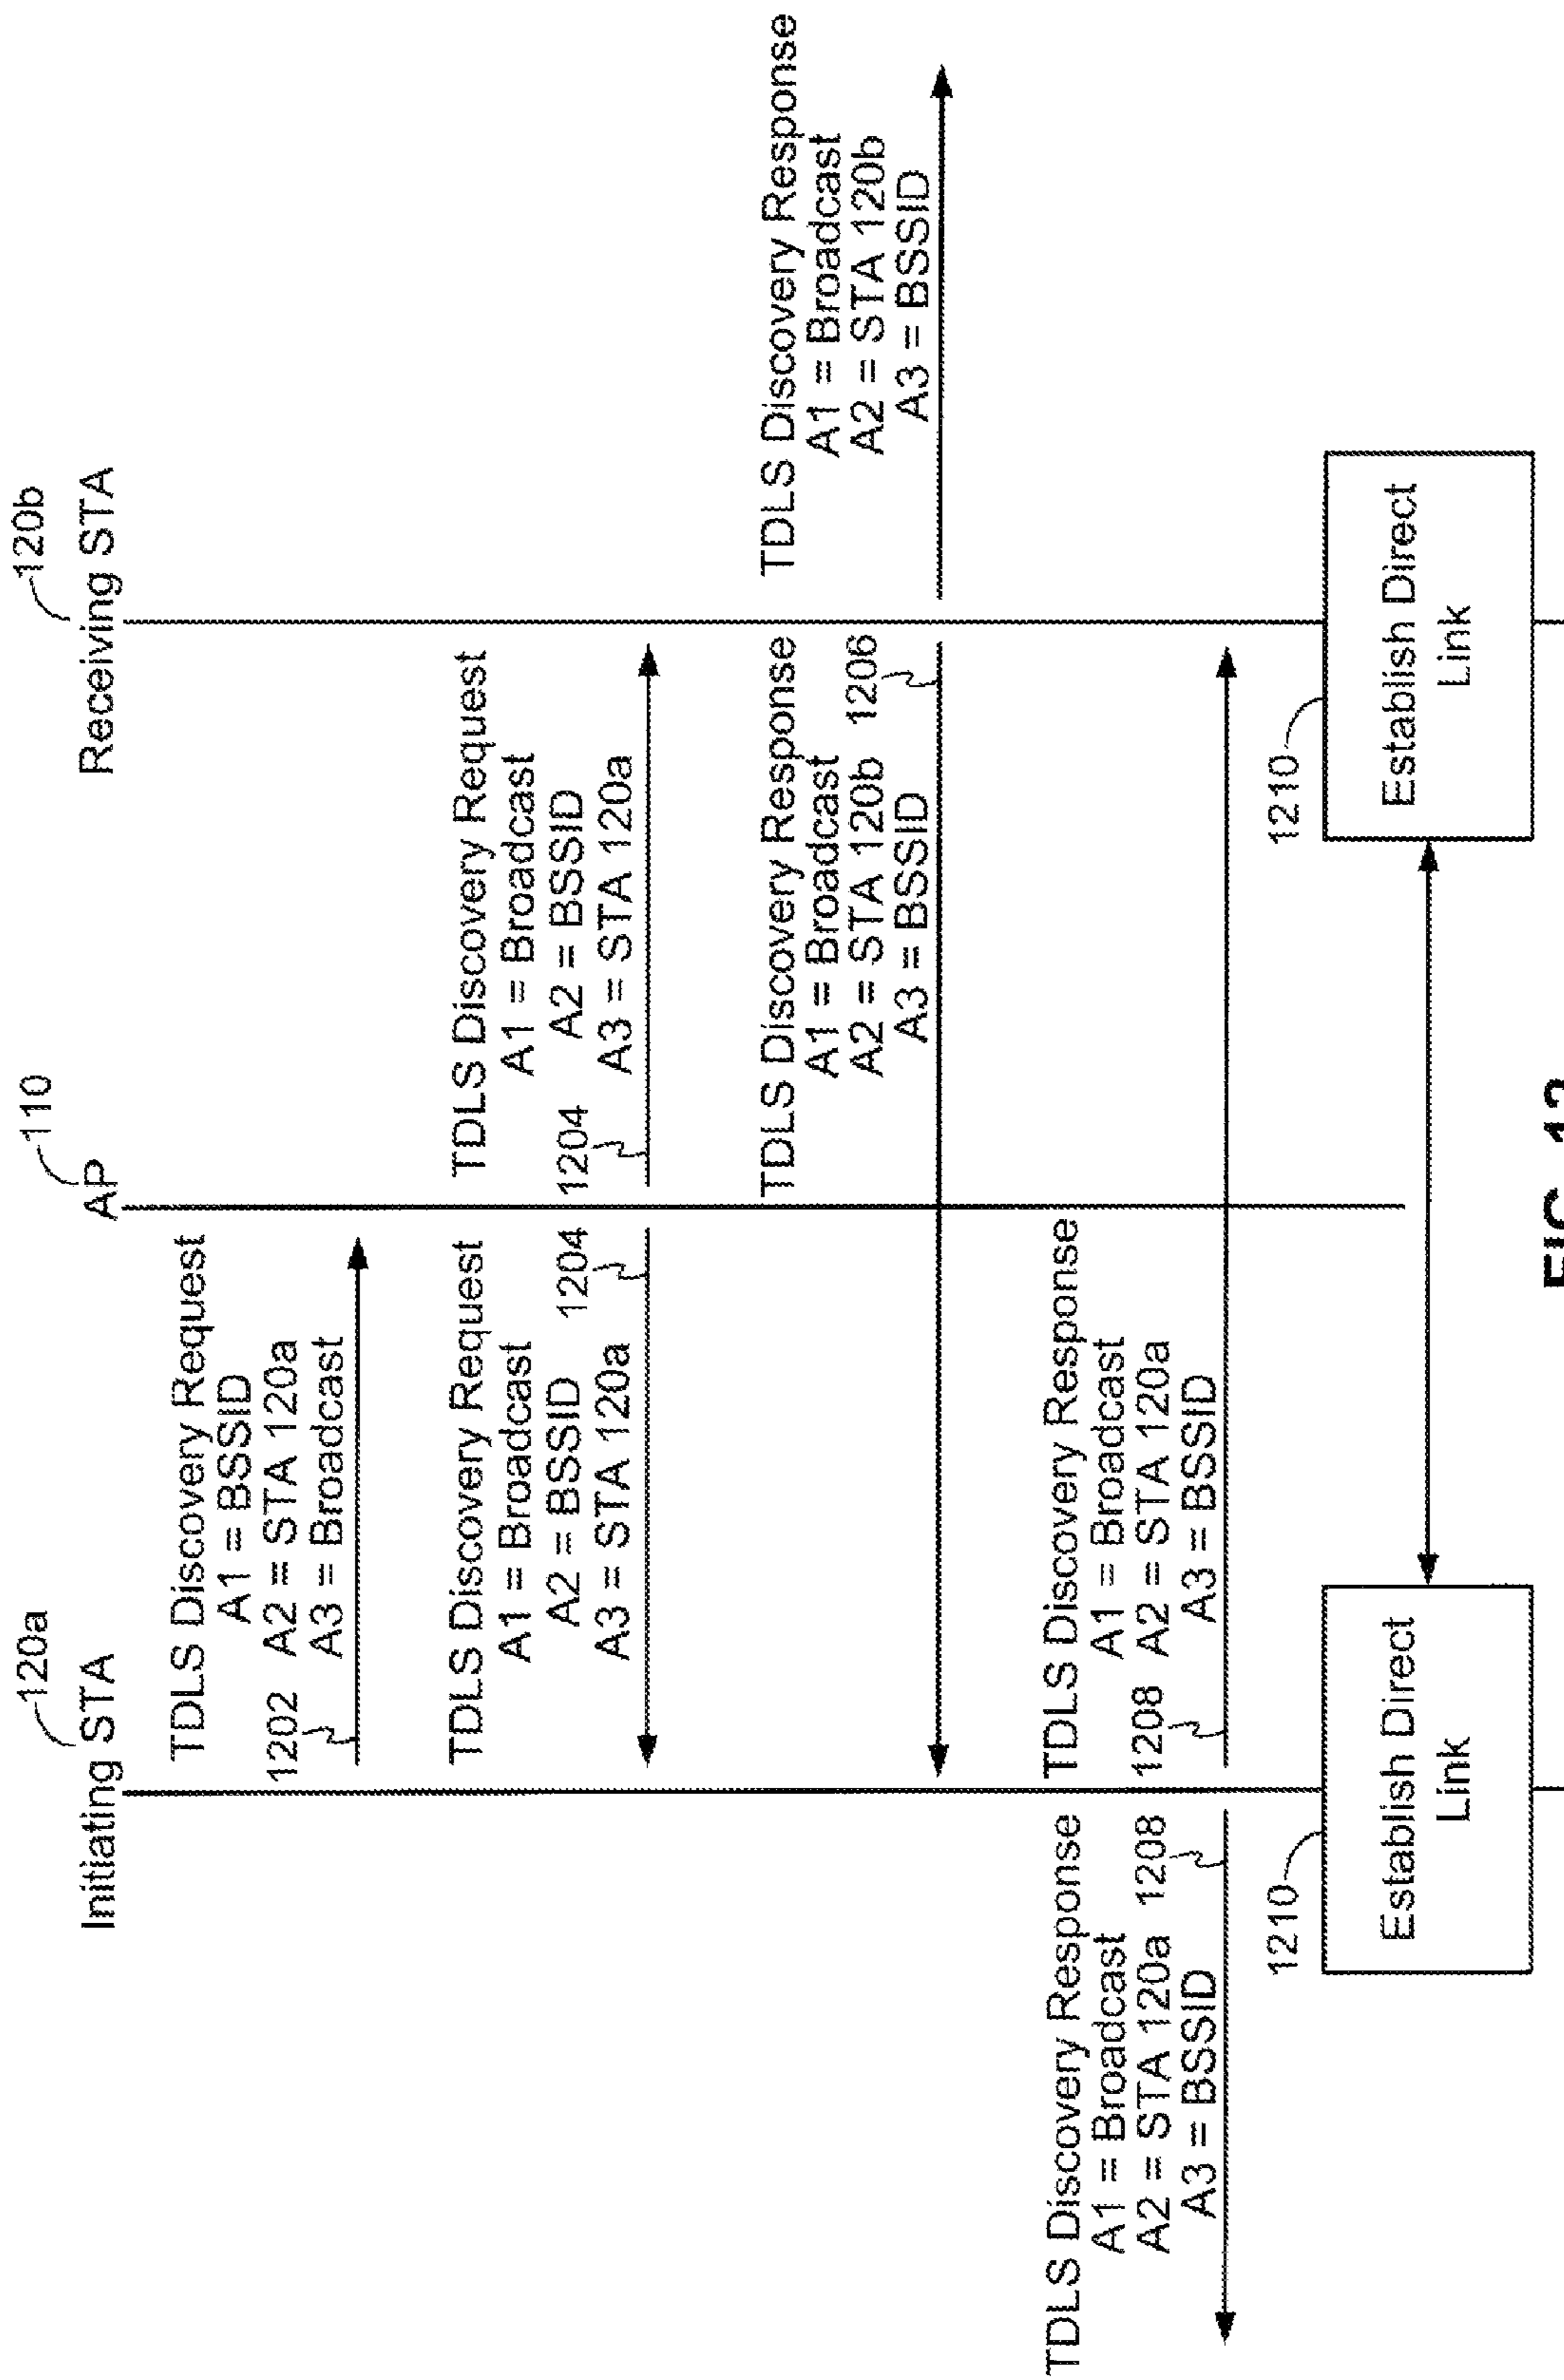 120a
Initiating STA
110
AP
120b
Receiving STA
TDLS Discovery Request
A1 = BSSID
1202 A2 = STA 120a
A3 = Broadcast
TDLS Discovery Request
A1 = Broadcast
A2 = BSSID
1204
A3 = STA 120a
TDLS Discovery Request
A1 = Broadcast
1204
A2 = BSSID
A3 = STA 120a
TDLS Discovery Response
A1 = Broadcast
A2 = STA 120b 1206
A3 = BSSID
TDLS Discovery Response
A1 = Broadcast
A2 = STA 120b
A3 = BSSID
TDLS Discovery Response
A1 = Broadcast
A2 = STA 120a 1208
A3 = BSSID
TDLS Discovery Response
A1 = Broadcast
1208 A2 = STA 120a
A3 = BSSID
1210
Establish Direct
Link
1210
Establish Direct
Link